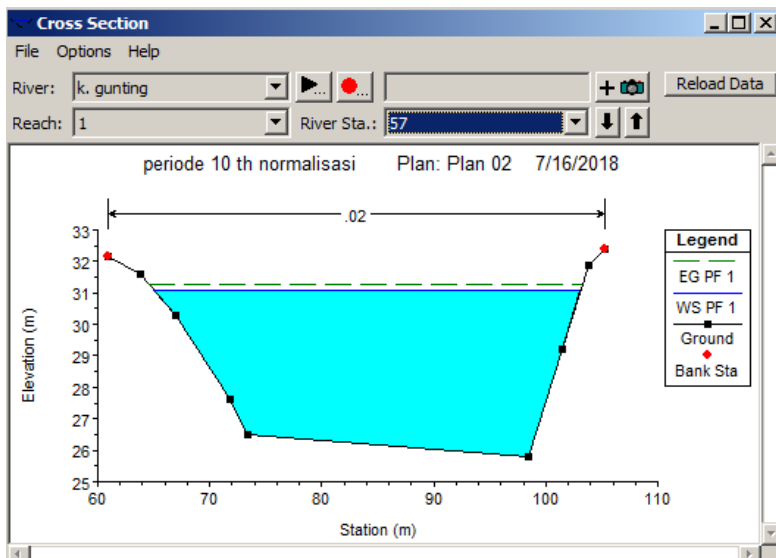 Cross Section
File Options Help
River: k. gunting ... ... + Reload Data
Reach: 1 River Sta.: 57
periode 10 th normalisasi Plan: Plan 02 7/16/2018
.02
33
32
31
30
29
28
27
26
25
Elevation (m)
60 70 80 90 100 110
Station (m)
Legend
EG PF 1
WS PF 1
Ground
Bank Sta